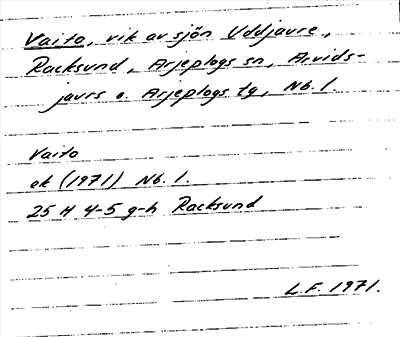 Vaito, vik av sjön Uddjaure,
Racksund, Arjeplogs sn, Arvids-
jaurs o. Arjeplogs tg, Nb. l.
Vaito
ek (1971) Nb. l.
25 H 4-5 g-h Racksund
L.F. 1971.